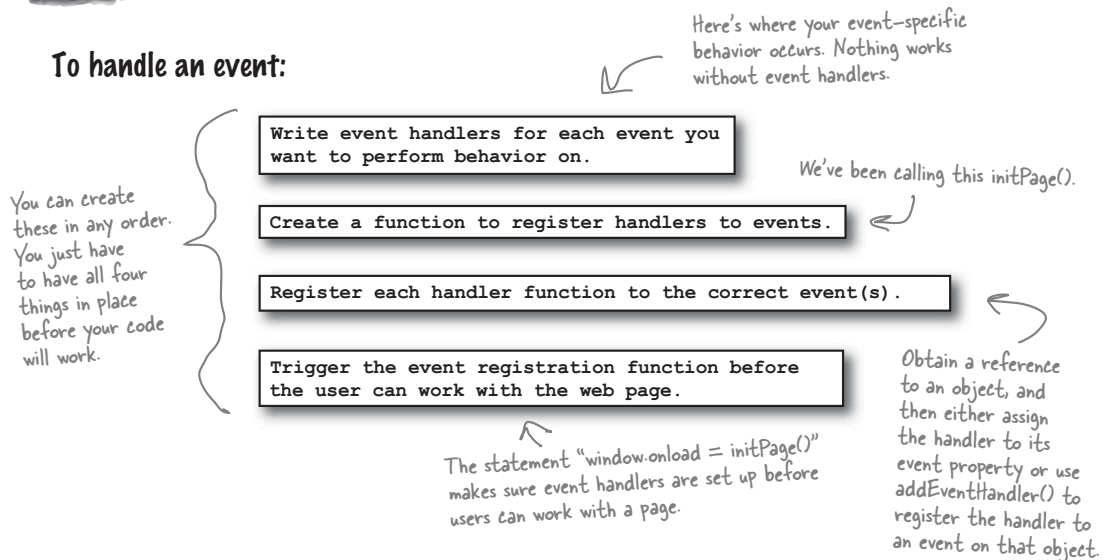 To handle an event:
Here's where your event-specific
behavior occurs. Nothing works
without event handlers.
Write event handlers for each event you
want to perform behavior on.
We've been calling this initPage().
You can create
these in any order.
You just have
to have all four
things in place
before your code
will work.
Create a function to register handlers to events.
Register each handler function to the correct event(s).
Trigger the event registration function before
the user can work with the web page.
Obtain a reference
to an object, and
then either assign
the handler to its
event property or use
addEventHandler() to
register the handler to
an event on that object.
The statement "window.onload = initPage()"
makes sure event handlers are set up before
users can work with a page.